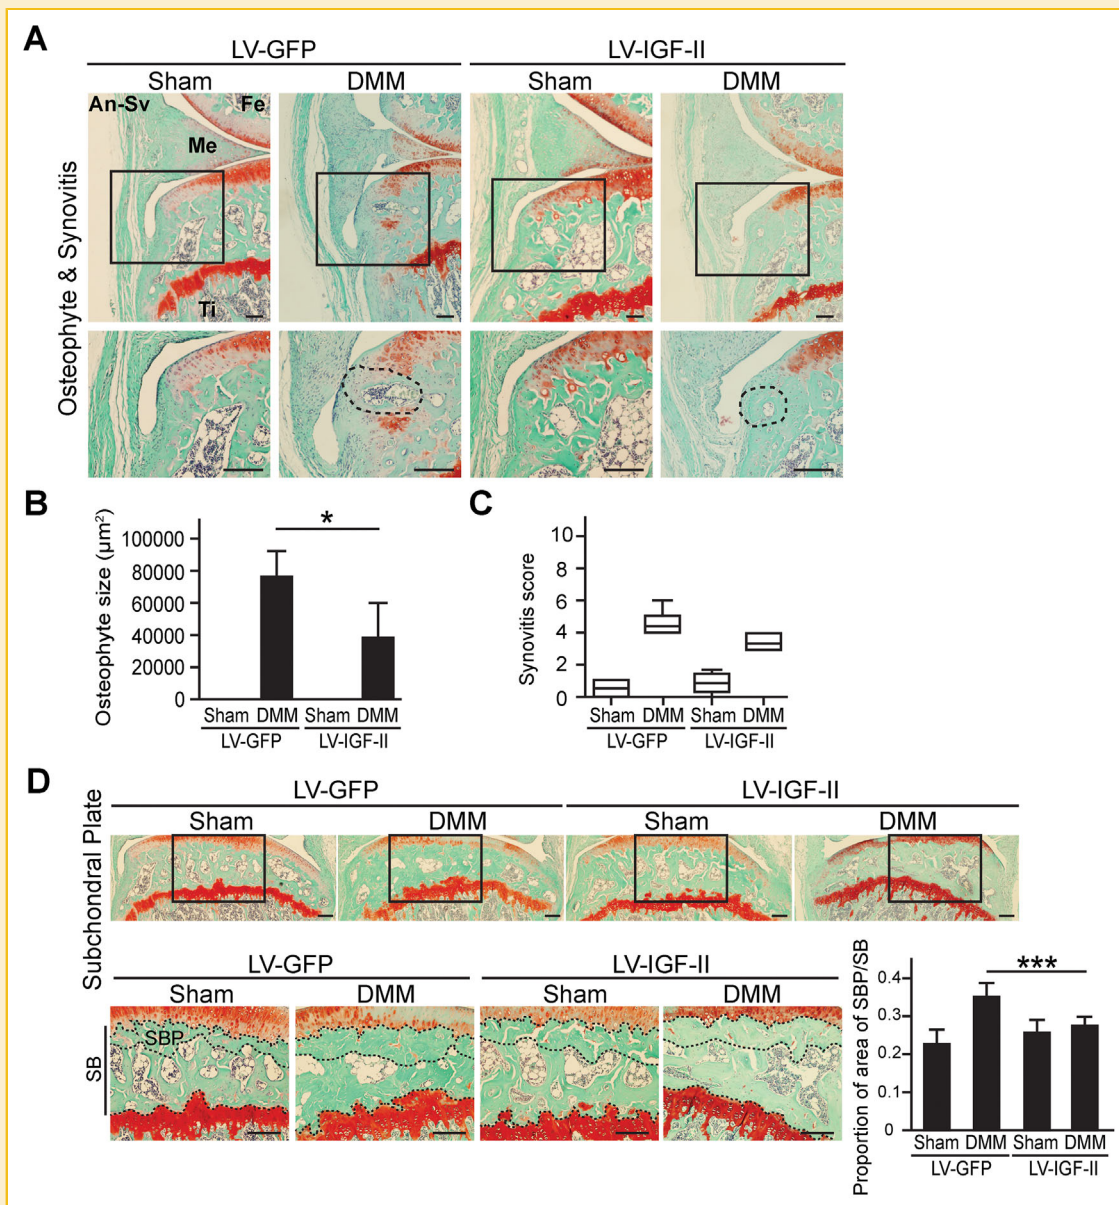 A
LV-GFP LV-IGF-II
Sham DMM Sham DMM
Osteophyte & Synovitis
An-Sv Fe
Me
Ti
B
Osteophyte size (µm²)
100000
80000
60000
40000
20000
0
*
Sham DMM Sham DMM
LV-GFP LV-IGF-II
C
Synovitis score
10
8
6
4
2
0
Sham DMM Sham DMM
LV-GFP LV-IGF-II
D
Subchondral Plate
LV-GFP LV-IGF-II
Sham DMM Sham DMM
LV-GFP LV-IGF-II
Sham DMM Sham DMM
SBP
SB
Proportion of area of SBP/SB
0.4
0.3
0.2
0.1
0
***
Sham DMM Sham DMM
LV-GFP LV-IGF-II